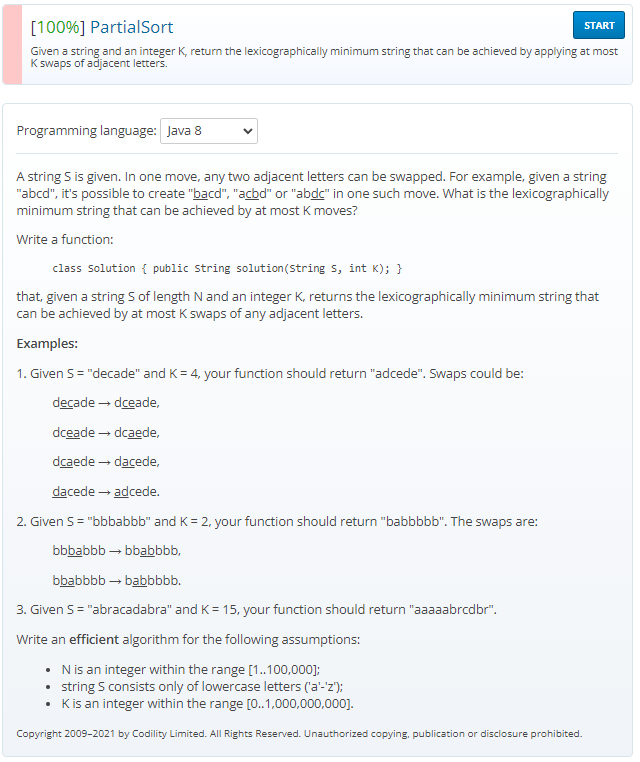 [100%] PartialSort
START
Given a string and an integer K, return the lexicographically minimum string that can be achieved by applying at most
K swaps of adjacent letters.
Programming language: Java 8
A string S is given. In one move, any two adjacent letters can be swapped. For example, given a string
"abcd", it's possible to create "bacd", "acbd" or "abdc" in one such move. What is the lexicographically
minimum string that can be achieved by at most K moves?
Write a function:
class Solution { public String solution(String S, int K); }
that, given a string S of length N and an integer K, returns the lexicographically minimum string that
can be achieved by at most K swaps of any adjacent letters.
Examples:
1. Given S = "decade" and K = 4, your function should return "adcede". Swaps could be:
decade → dceade,
dceade → dcaede,
dcaede → dacede,
dacede → adcede.
2. Given S = "bbbabbb" and K = 2, your function should return "babbbbb". The swaps are:
bbbabbb → bbabbbb,
bbabbbb → babbbbb.
3. Given S = "abracadabra" and K = 15, your function should return "aaaaabrcdbr".
Write an efficient algorithm for the following assumptions:
• N is an integer within the range [1..100,000];
• string S consists only of lowercase letters ('a'-'z');
• K is an integer within the range [0..1,000,000,000].
Copyright 2009–2021 by Codility Limited. All Rights Reserved. Unauthorized copying, publication or disclosure prohibited.